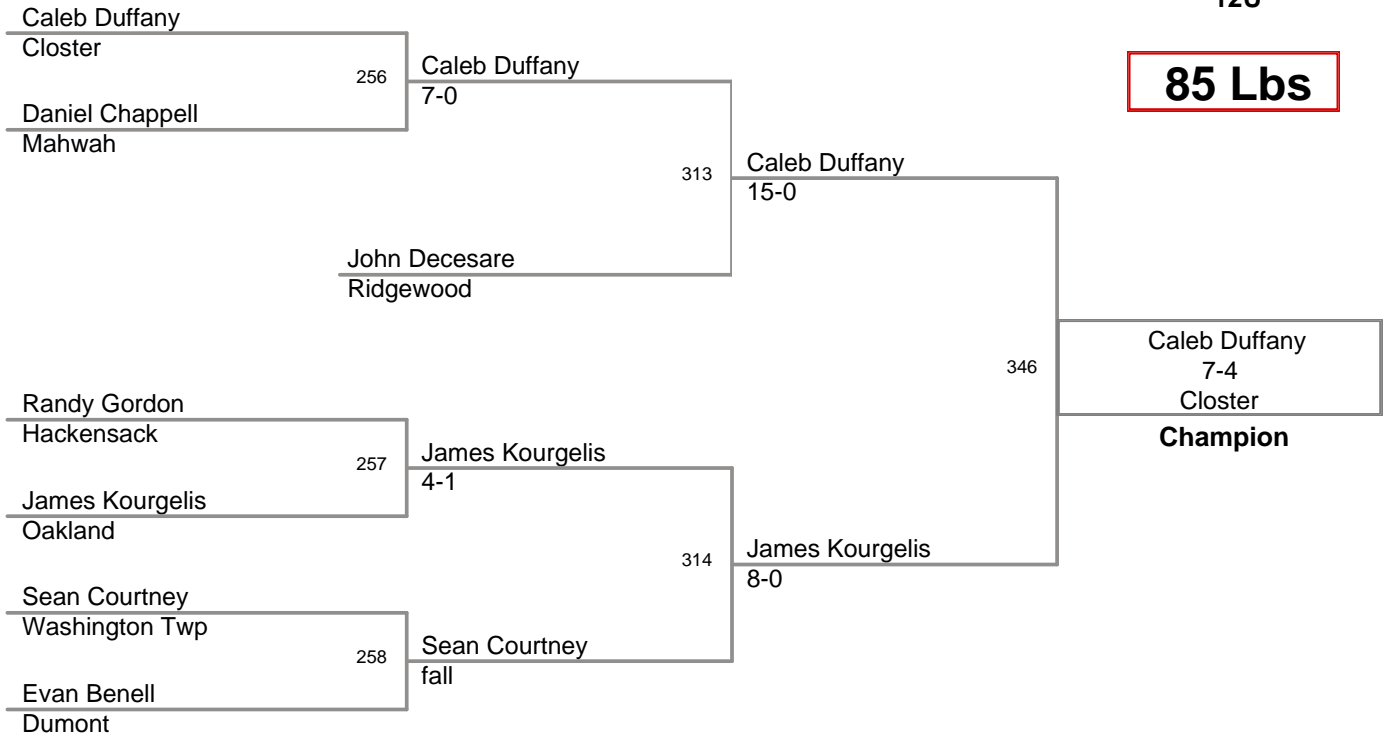 12U
85 Lbs
Caleb Duffany
Closter
256
Daniel Chappell
Mahwah
Caleb Duffany
7-0
313
John Decesare
Ridgewood
Caleb Duffany
15-0
Randy Gordon
Hackensack
257
James Kourgelis
Oakland
James Kourgelis
4-1
314
Sean Courtney
Washington Twp
258
Evan Benell
Dumont
Sean Courtney
fall
James Kourgelis
8-0
346
Caleb Duffany
7-4
Closter
Champion